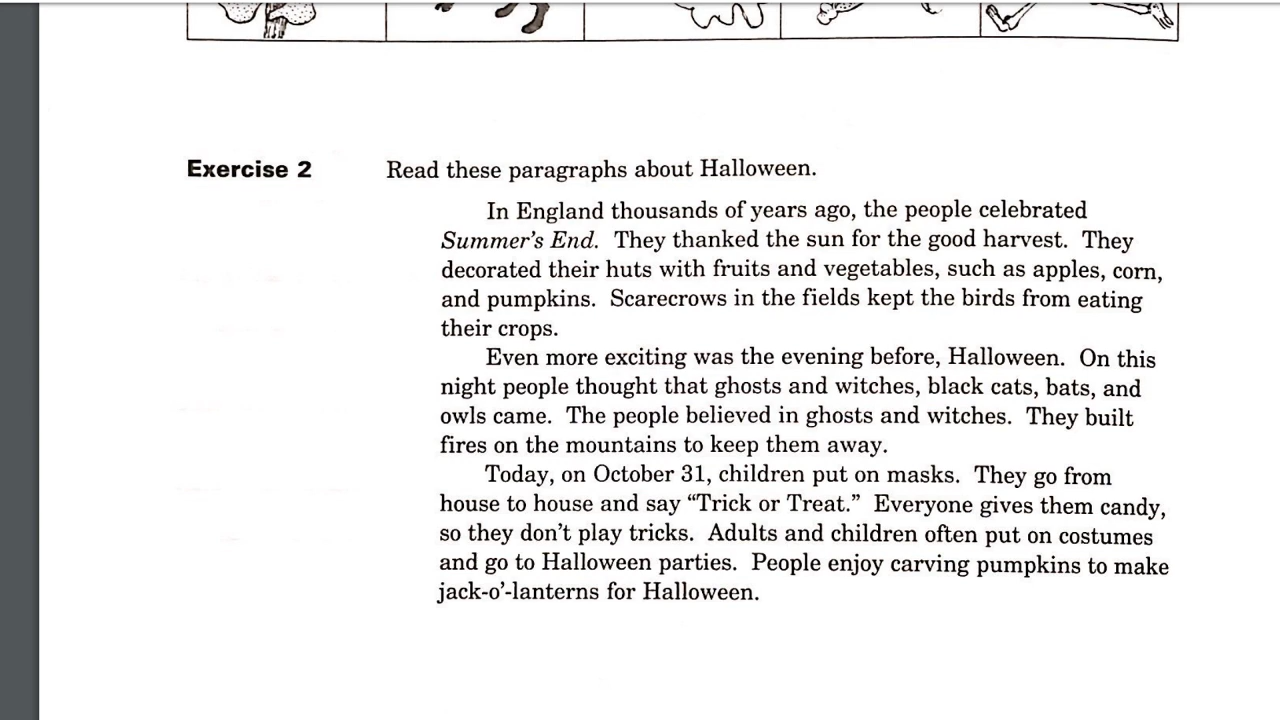 Exercise 2 Read these paragraphs about Halloween.
In England thousands of years ago, the people celebrated
Summer's End. They thanked the sun for the good harvest. They
decorated their huts with fruits and vegetables, such as apples, corn,
and pumpkins. Scarecrows in the fields kept the birds from eating
their crops.
Even more exciting was the evening before, Halloween. On this
night people thought that ghosts and witches, black cats, bats, and
owls came. The people believed in ghosts and witches. They built
fires on the mountains to keep them away.
Today, on October 31, children put on masks. They go from
house to house and say “Trick or Treat.” Everyone gives them candy,
so they don't play tricks. Adults and children often put on costumes
and go to Halloween parties. People enjoy carving pumpkins to make
jack-o'-lanterns for Halloween.